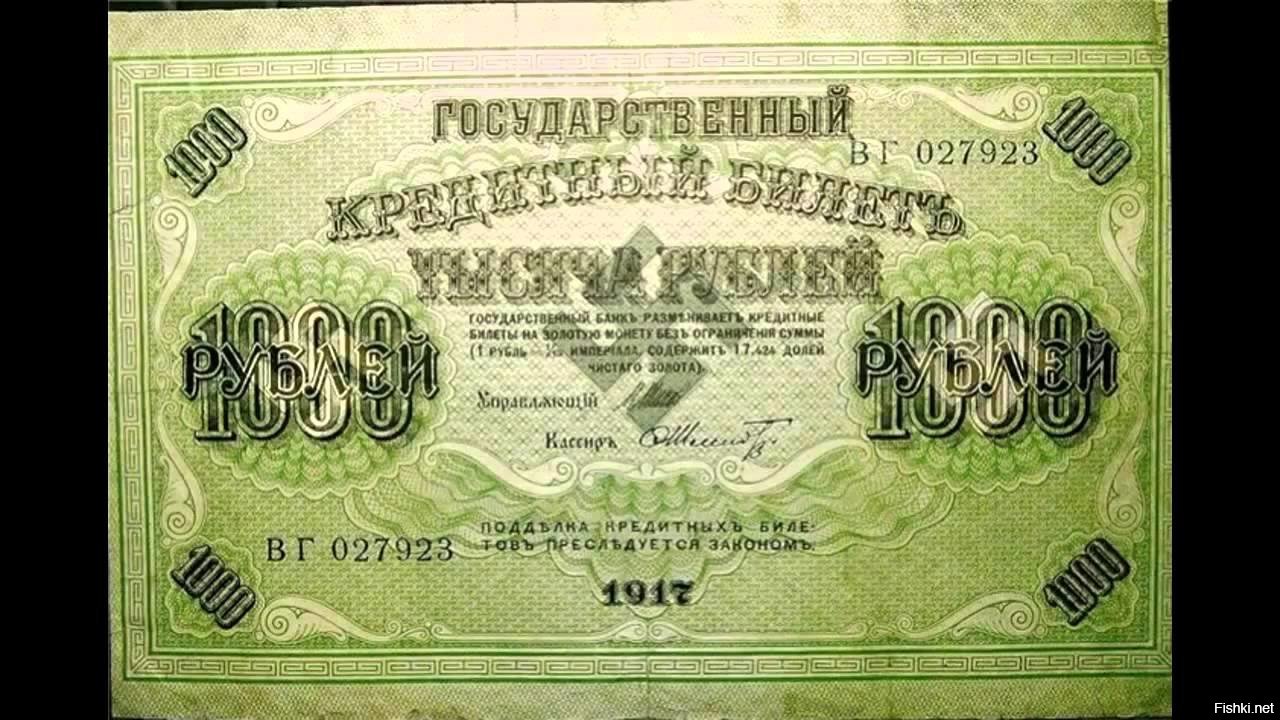 1000
1000
ГОСУДАРСТВЕННЫЙ
ВГ 027923
КРЕДИТНЫЙ БИЛЕТЪ
ТЫСЯЧА РУБЛЕЙ
ГОСУДАРСТВЕННЫЙ БАНКЪ РАЗМѢНИВАЕТЪ КРЕДИТНЫЕ
БИЛЕТЫ НА ЗОЛОТУЮ МОНЕТУ БЕЗЪ ОГРАНИЧЕНІЯ СУММЫ
(1 РУБЛЬ = 1/15 ИМПЕРІАЛА, СОДЕРЖИТЪ 17,424 ДОЛЕЙ
ЧИСТАГО ЗОЛОТА).
1000
РУБЛЕЙ
1000
РУБЛЕЙ
Управляющій
Кассиръ
ПОДДѢЛКА КРЕДИТНЫХЪ БИЛЕ-
ТОВЪ ПРЕСЛѢДУЕТСЯ ЗАКОНОМЪ.
ВГ 027923
1917
1000
1000
Fishki.net